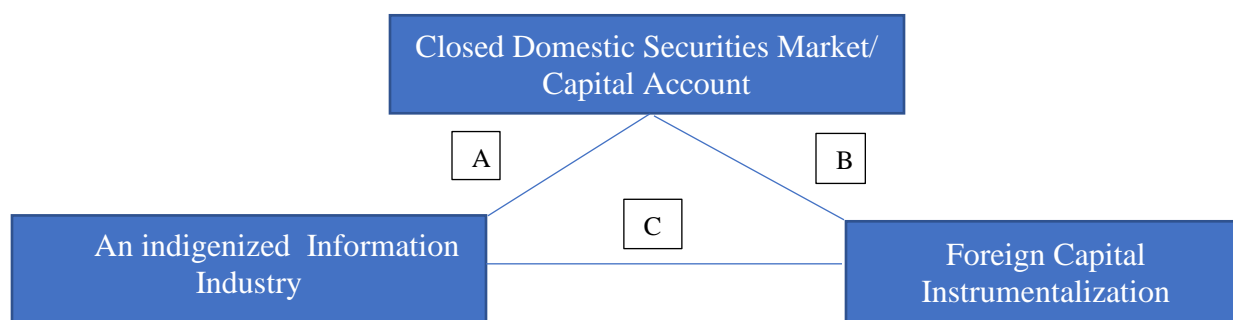 Closed Domestic Securities Market/
Capital Account
A
B
C
An indigenized Information
Industry
Foreign Capital
Instrumentalization